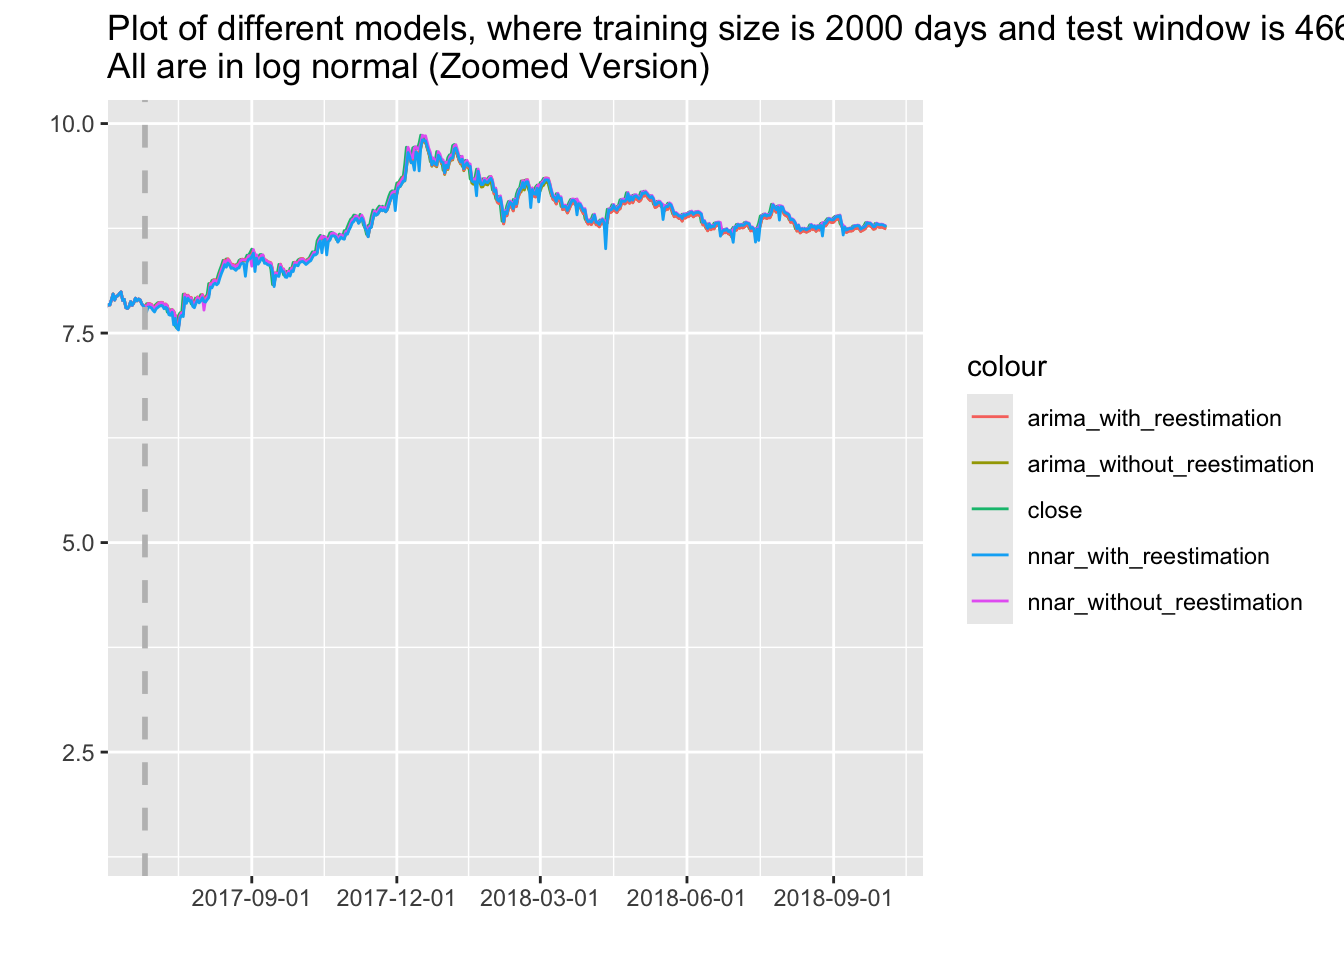 Plot of different models, where training size is 2000 days and test window is 466
All are in log normal (Zoomed Version)
10.0
7.5
5.0
2.5
2017-09-01
2017-12-01
2018-03-01
2018-06-01
2018-09-01
colour
arima_with_reestimation
arima_without_reestimation
close
nnar_with_reestimation
nnar_without_reestimation